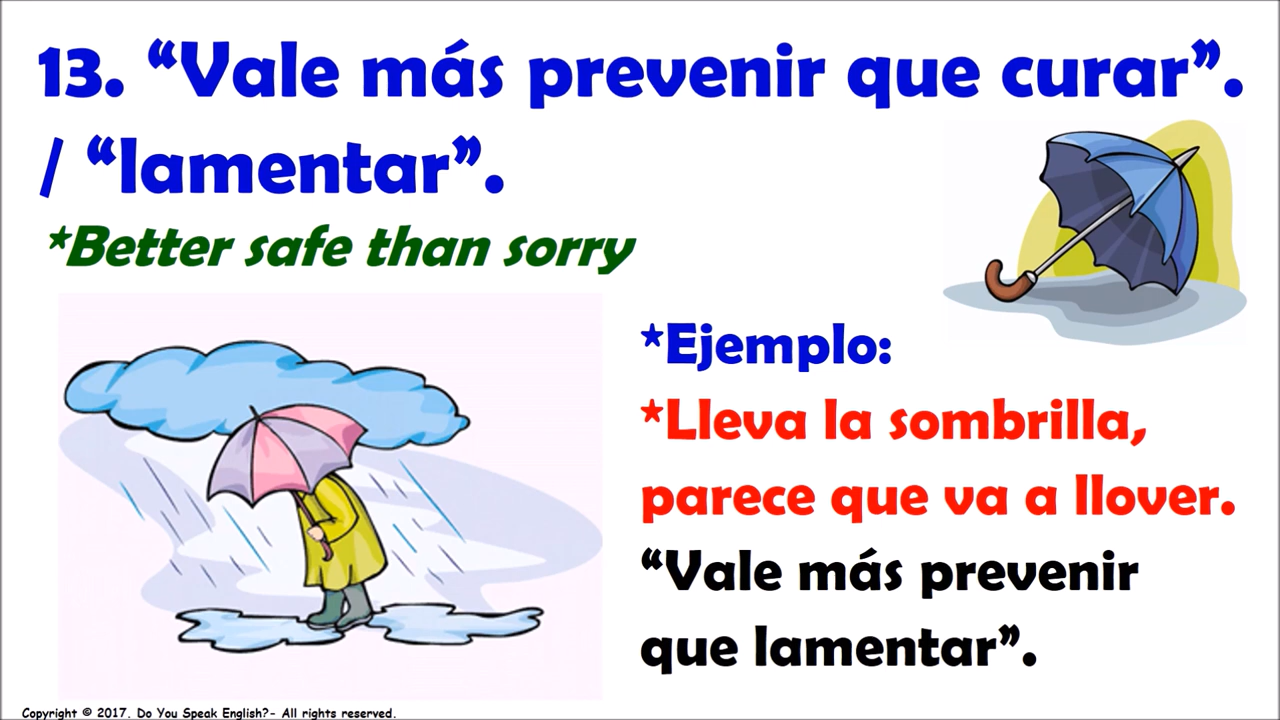 13. “Vale más prevenir que curar”.
/ “lamentar”.
*Better safe than sorry
*Ejemplo:
*Lleva la sombrilla,
parece que va a llover.
“Vale más prevenir
que lamentar”.
Copyright © 2017. Do You Speak English?- All rights reserved.